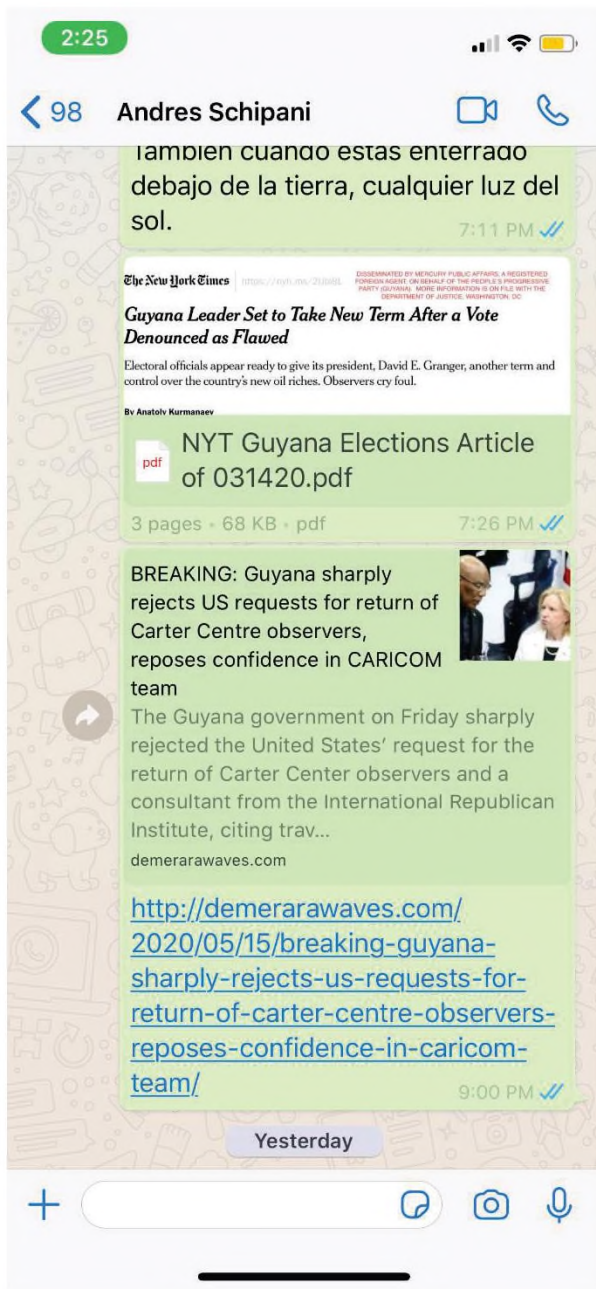 2:25
98 Andres Schipani
También cuando estás enterrado
debajo de la tierra, cualquier luz del
sol.
7:11 PM
The New York Times
DISSEMINATED BY MERCURY PUBLIC AFFAIRS, A REGISTERED
FOREIGN AGENT, ON BEHALF OF THE PEOPLE'S PROGRESSIVE
PARTY (GUYANA). MORE INFORMATION IS ON FILE WITH THE
DEPARTMENT OF JUSTICE, WASHINGTON, DC
Guyana Leader Set to Take New Term After a Vote
Denounced as Flawed
Electoral officials appear ready to give its president, David E. Granger, another term and
control over the country's new oil riches. Observers cry foul.
By Anatoly Kurmanaev
pdf
NYT Guyana Elections Article
of 031420.pdf
3 pages • 68 KB • pdf 7:26 PM
BREAKING: Guyana sharply
rejects US requests for return of
Carter Centre observers,
reposes confidence in CARICOM
team
The Guyana government on Friday sharply
rejected the United States' request for the
return of Carter Center observers and a
consultant from the International Republican
Institute, citing trav...
demerarawaves.com
http://demerarawaves.com/
2020/05/15/breaking-guyana-
sharply-rejects-us-requests-for-
return-of-carter-centre-observers-
reposes-confidence-in-caricom-
team/
9:00 PM
Yesterday